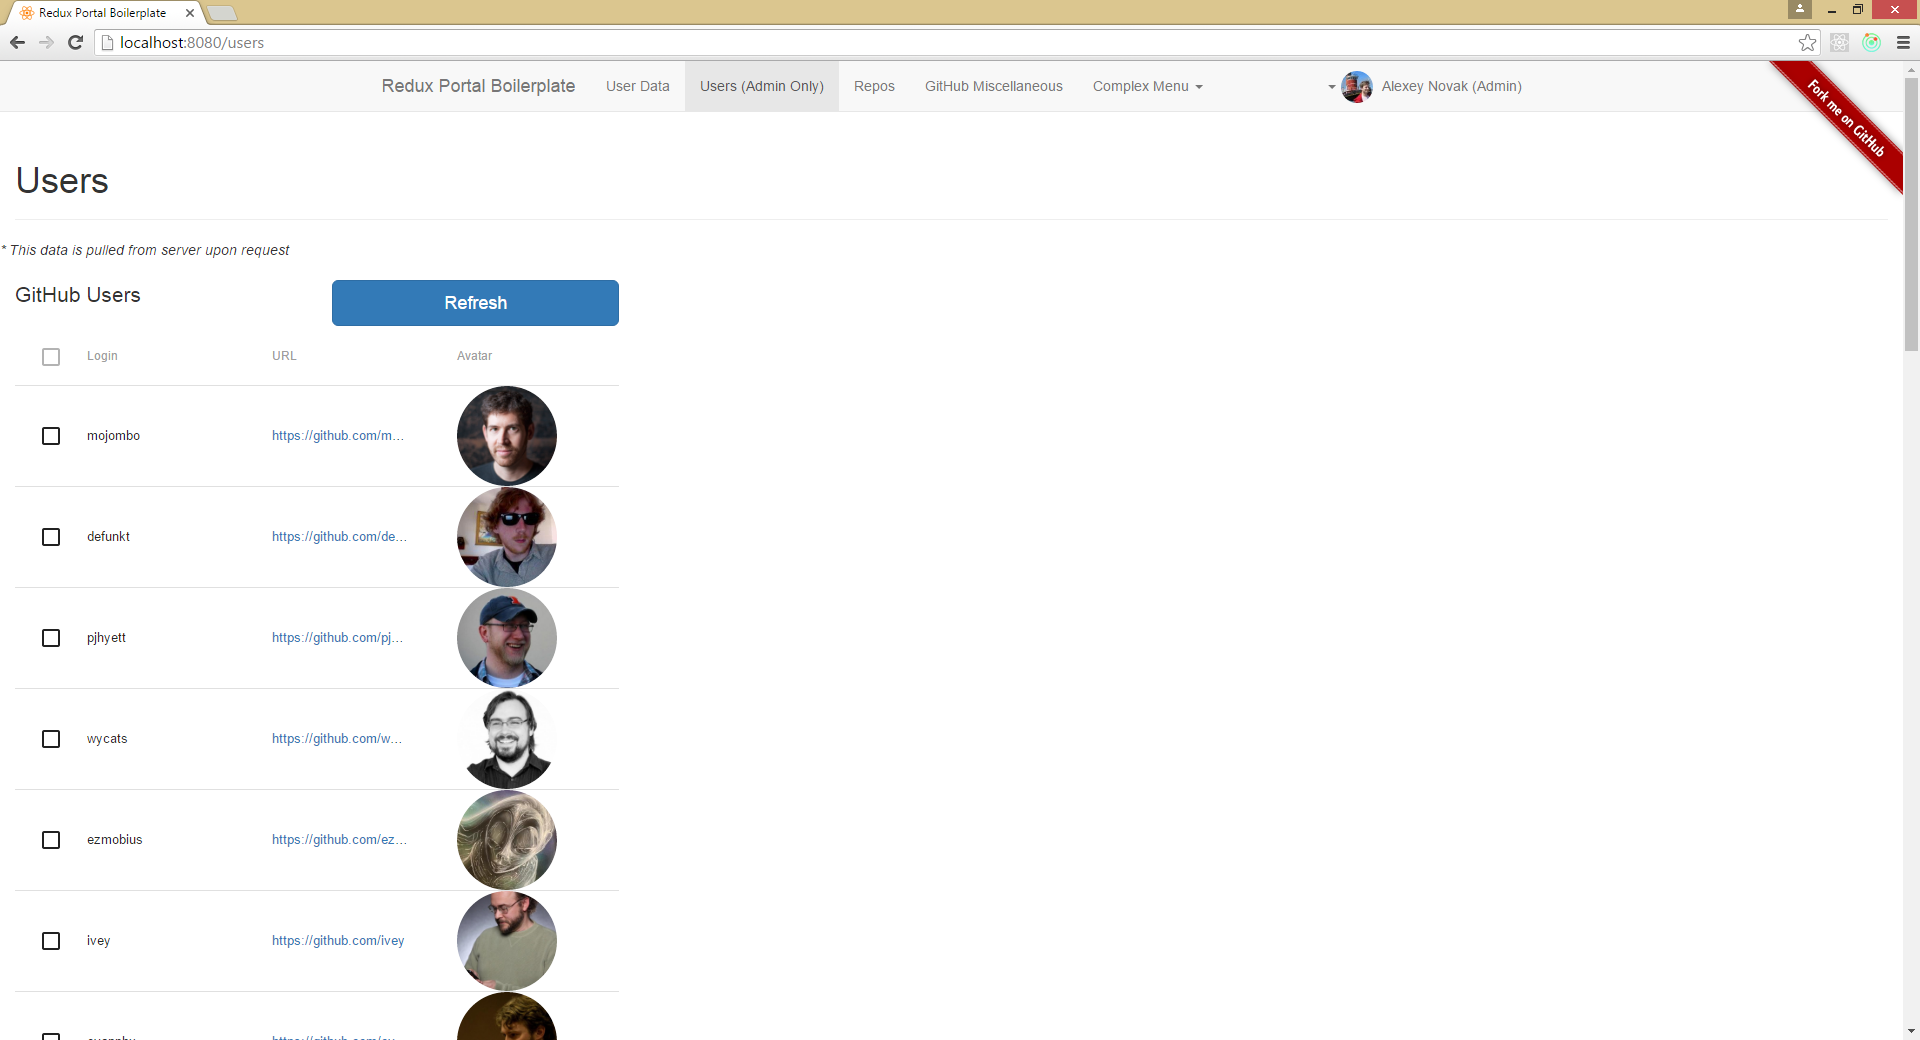 Redux Portal Boilerplate
localhost:8080/users
Redux Portal Boilerplate User Data Users (Admin Only) Repos GitHub Miscellaneous Complex Menu Alexey Novak (Admin)
Fork me on GitHub
Users
* This data is pulled from server upon request
GitHub Users Refresh
Login URL Avatar
mojombo https://github.com/m...
defunkt https://github.com/de...
pjhyett https://github.com/pj...
wycats https://github.com/w...
ezmobius https://github.com/ez...
ivey https://github.com/ivey